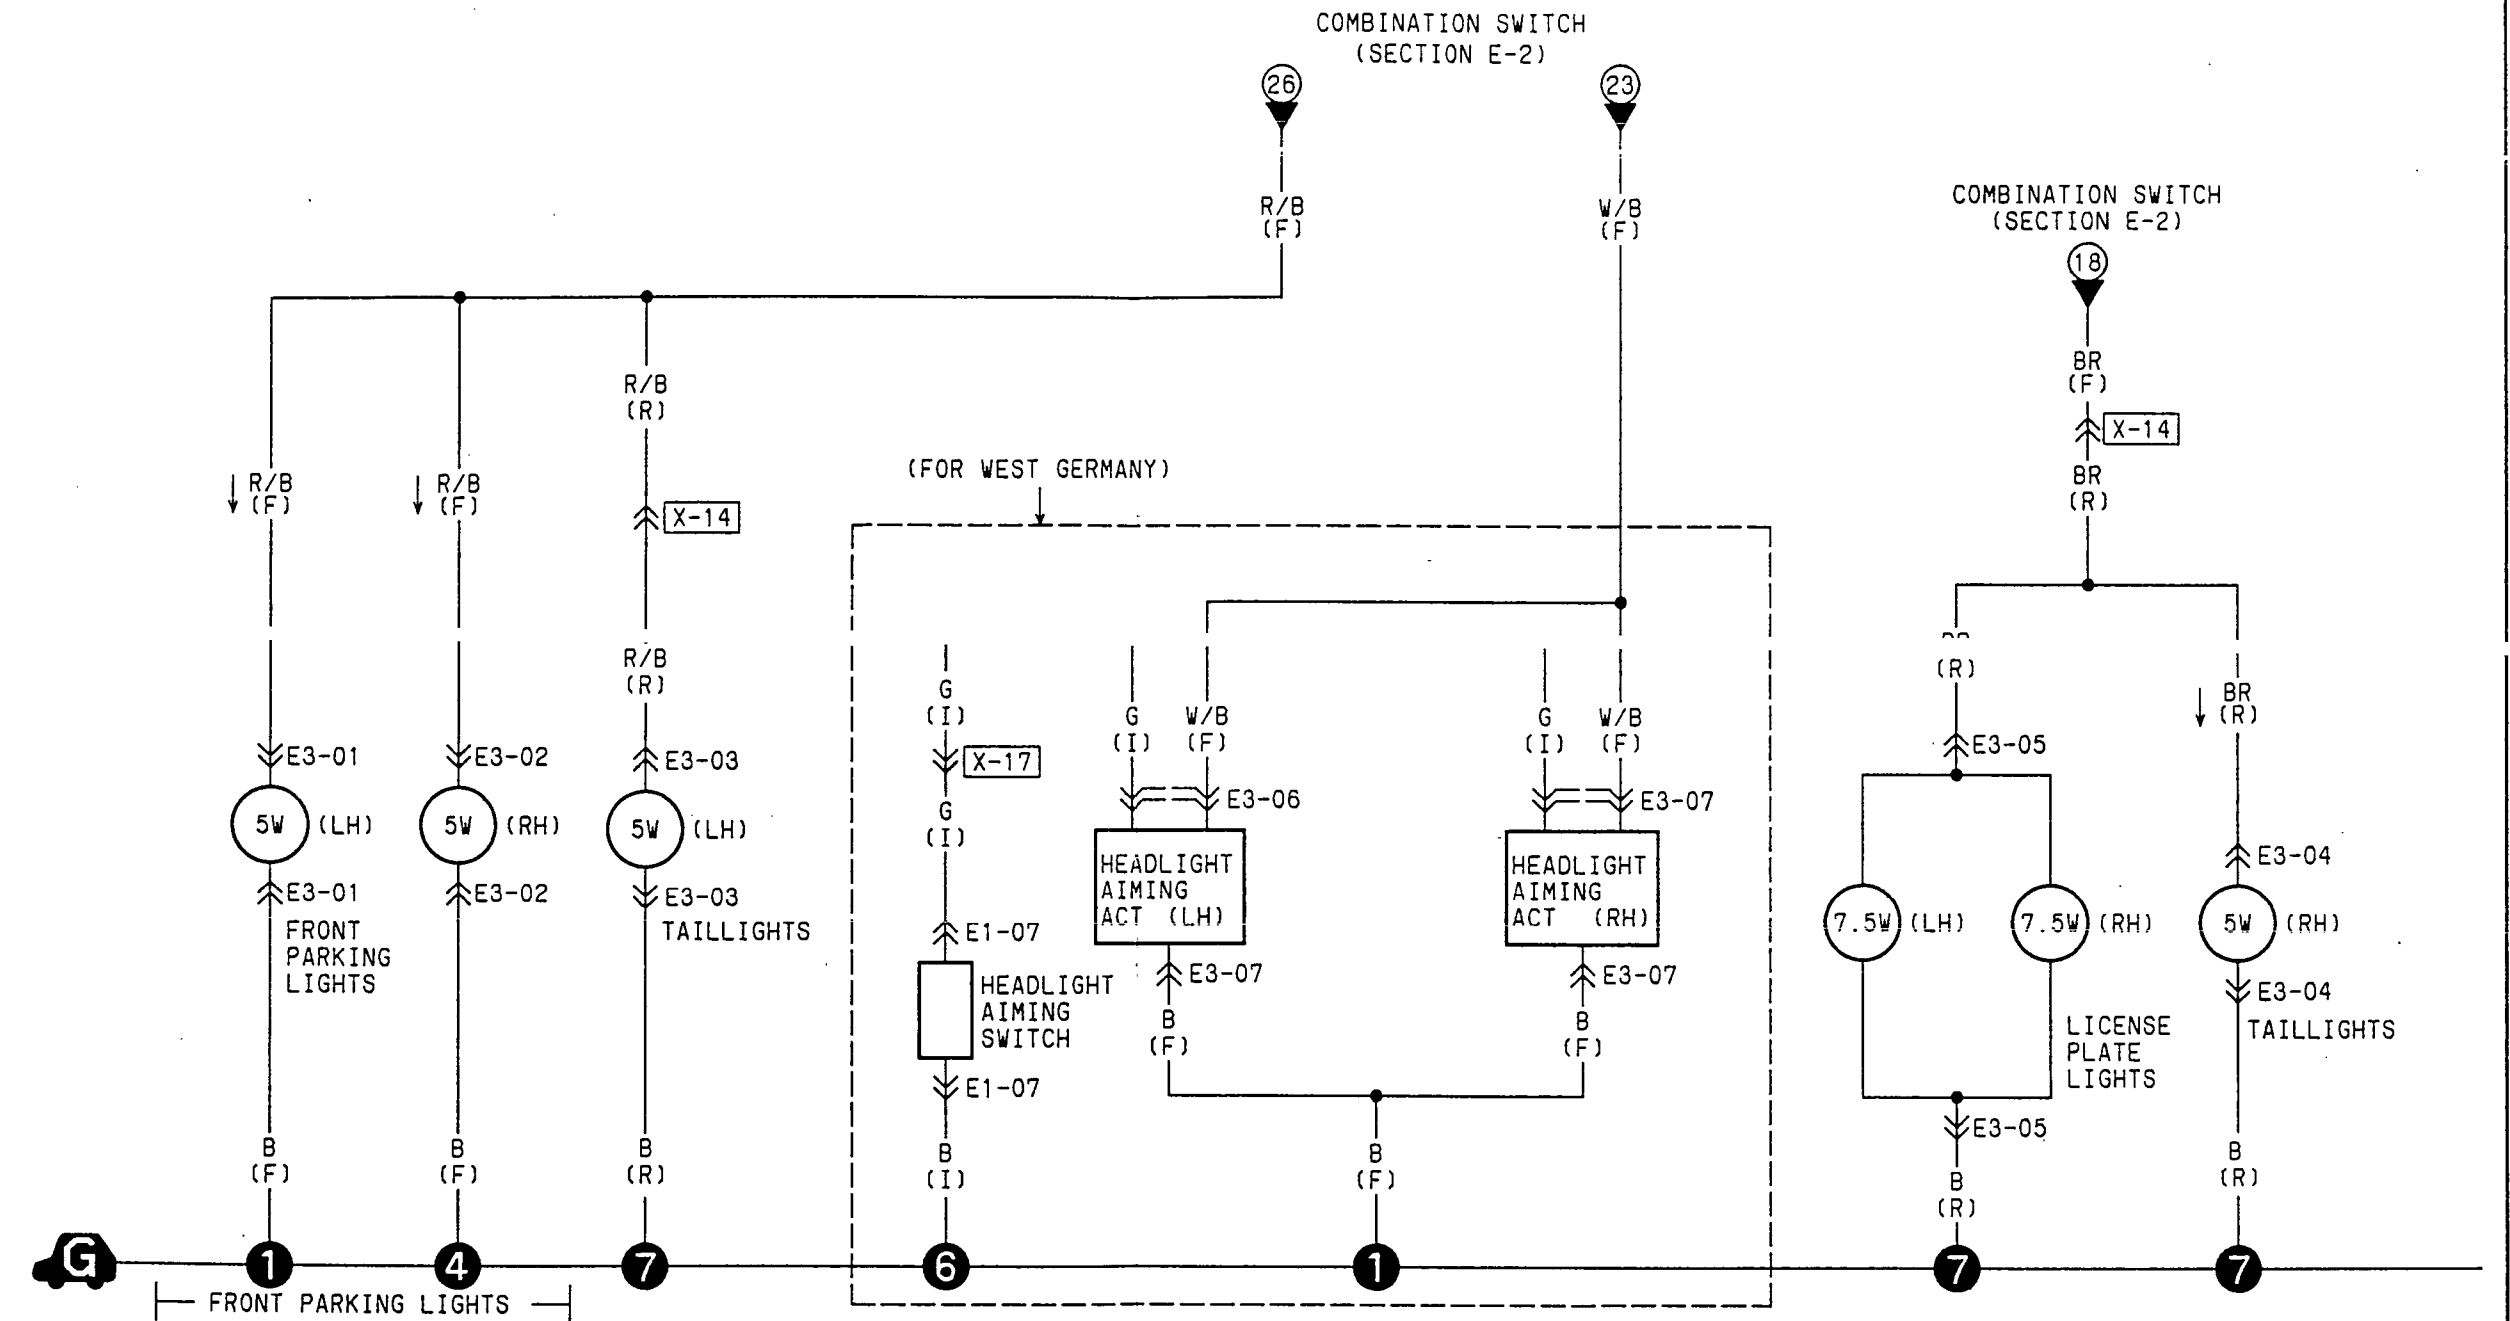 COMBINATION SWITCH
(SECTION E-2)
26
23
R/B
(F)
W/B
(F)
COMBINATION SWITCH
(SECTION E-2)
18
BR
(F)
X-14
BR
(R)
R/B
(R)
X-14
R/B
(F)
R/B
(F)
(FOR WEST GERMANY)
R/B
(R)
(R)
BR
(R)
G
(I)
X-17
G
(I)
G
(I)
W/B
(F)
G
(I)
W/B
(F)
E3-01
E3-02
E3-03
E3-06
E3-07
E3-05
5W (LH)
5W (RH)
5W (LH)
E3-01
E3-02
E3-03
FRONT
PARKING
LIGHTS
TAILLIGHTS
E1-07
HEADLIGHT
AIMING
SWITCH
E1-07
HEADLIGHT
AIMING
ACT (LH)
E3-07
HEADLIGHT
AIMING
ACT (RH)
E3-07
B
(F)
B
(F)
E3-04
7.5W (LH)
7.5W (RH)
5W (RH)
E3-04
LICENSE
PLATE
LIGHTS
TAILLIGHTS
E3-05
B
(F)
B
(F)
B
(R)
B
(I)
B
(F)
B
(R)
B
(R)
G
1
4
7
6
1
7
7
FRONT PARKING LIGHTS